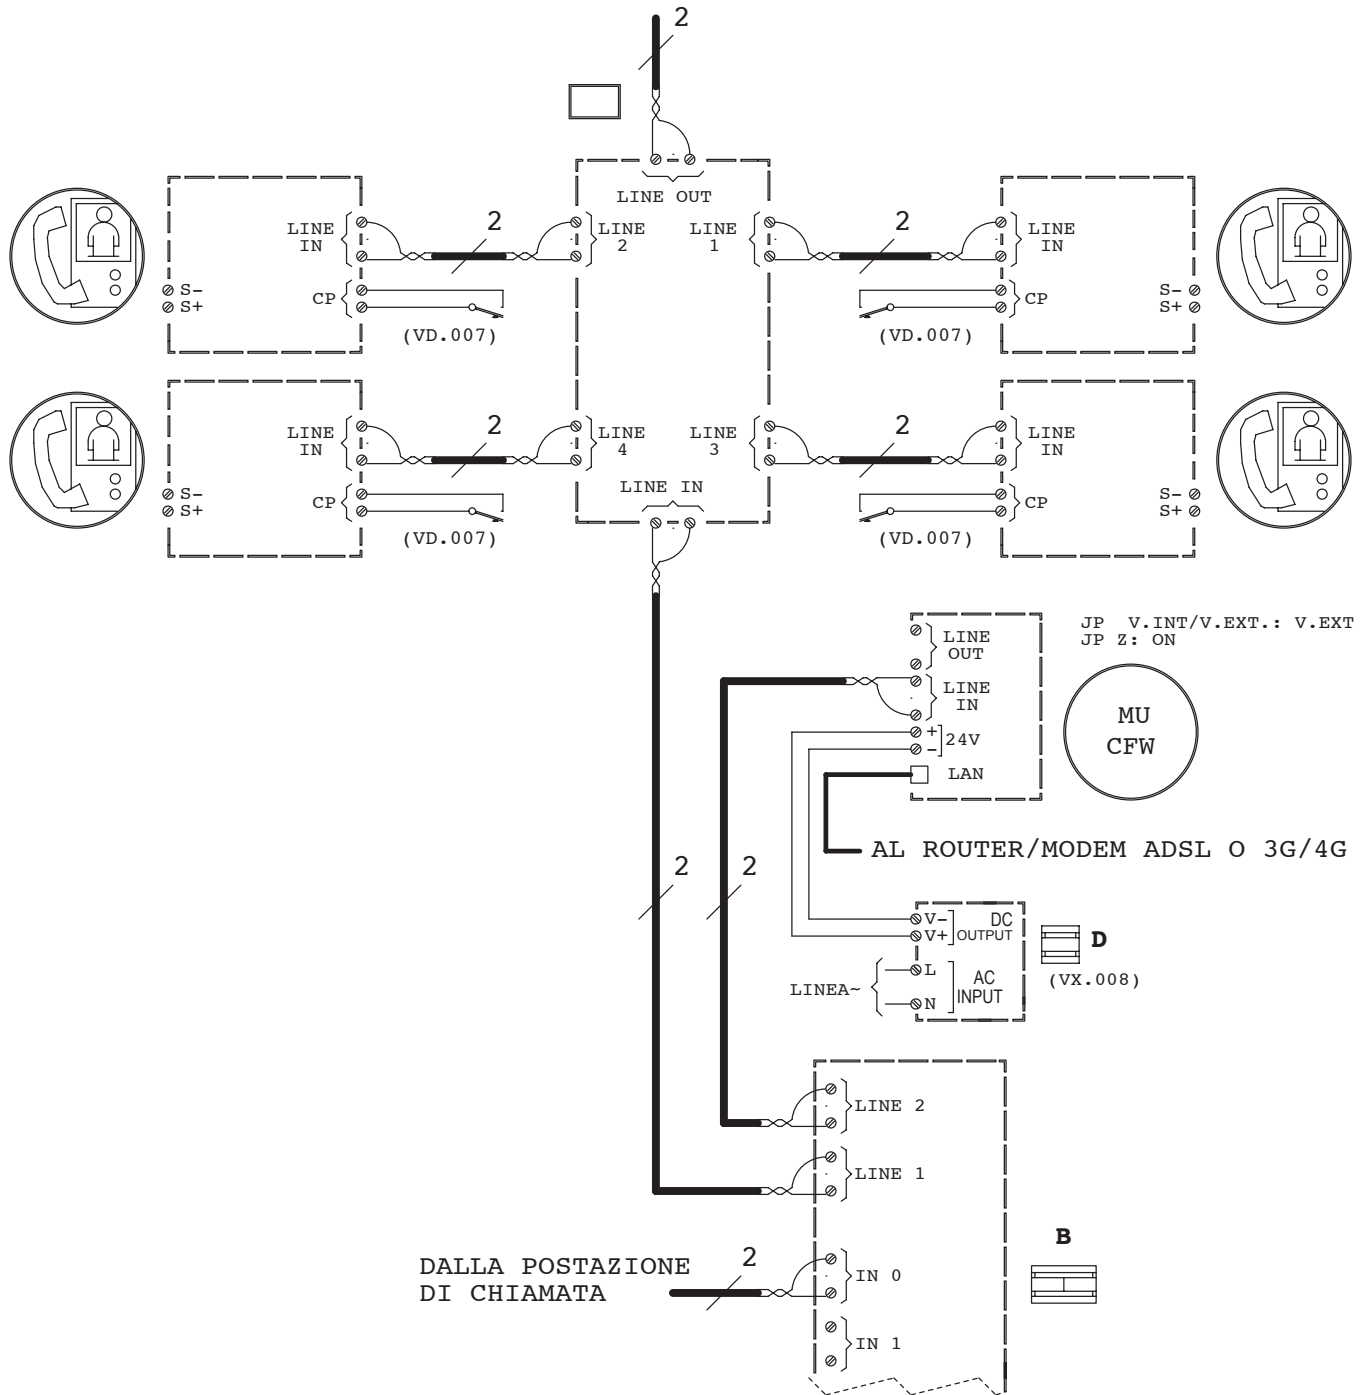 2
LINE OUT
LINE
IN
2
LINE
2
LINE
1
2
LINE
IN
S-
S+
CP
(VD.007)
CP
(VD.007)
S-
S+
LINE
IN
2
LINE
4
LINE
3
2
LINE
IN
LINE IN
S-
S+
CP
(VD.007)
CP
(VD.007)
S-
S+
LINE
OUT
JP V.INT/V.EXT.: V.EXT
JP Z: ON
LINE
IN
MU
CFW
+
-
24V
LAN
AL ROUTER/MODEM ADSL O 3G/4G
2
2
V-
V+
DC
OUTPUT
D
(VX.008)
LINEA~
L
N
AC
INPUT
LINE 2
LINE 1
B
DALLA POSTAZIONE
DI CHIAMATA
2
IN 0
IN 1